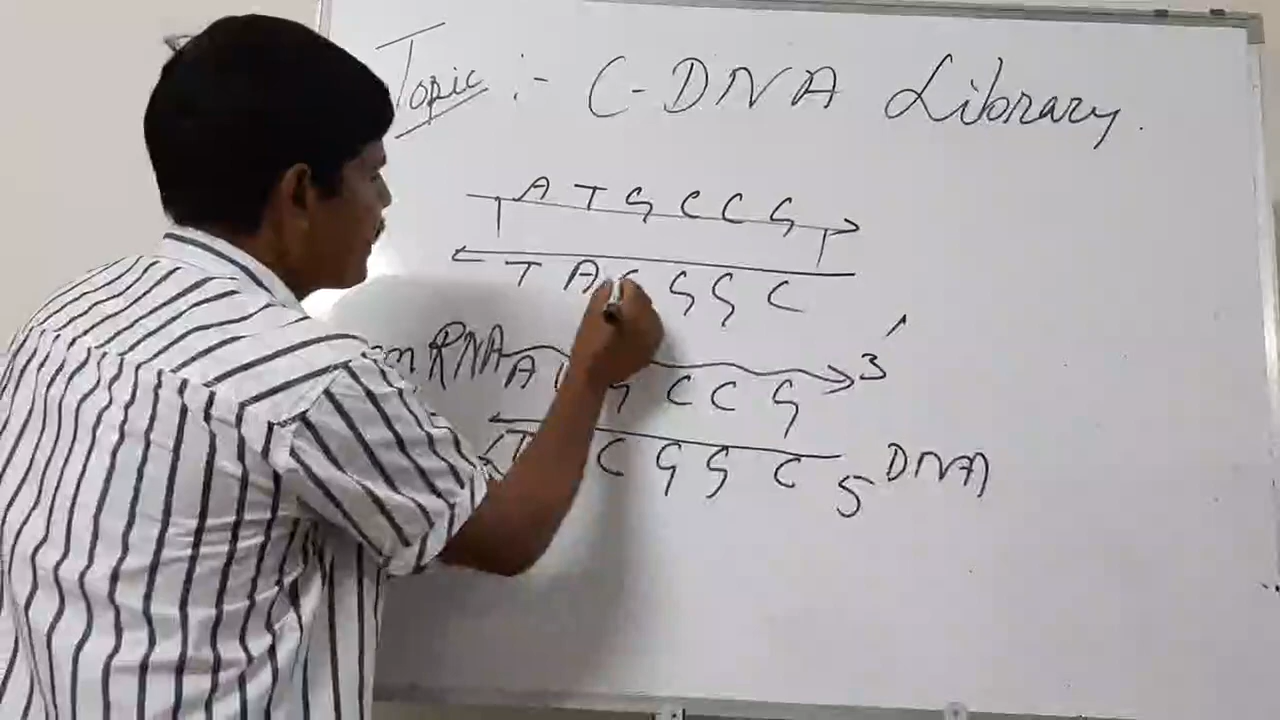 Topic :- C-DNA Library.
A T G C C G
T A G G C
mRNA 3'
A G C C G
T C G G C 5 DNA